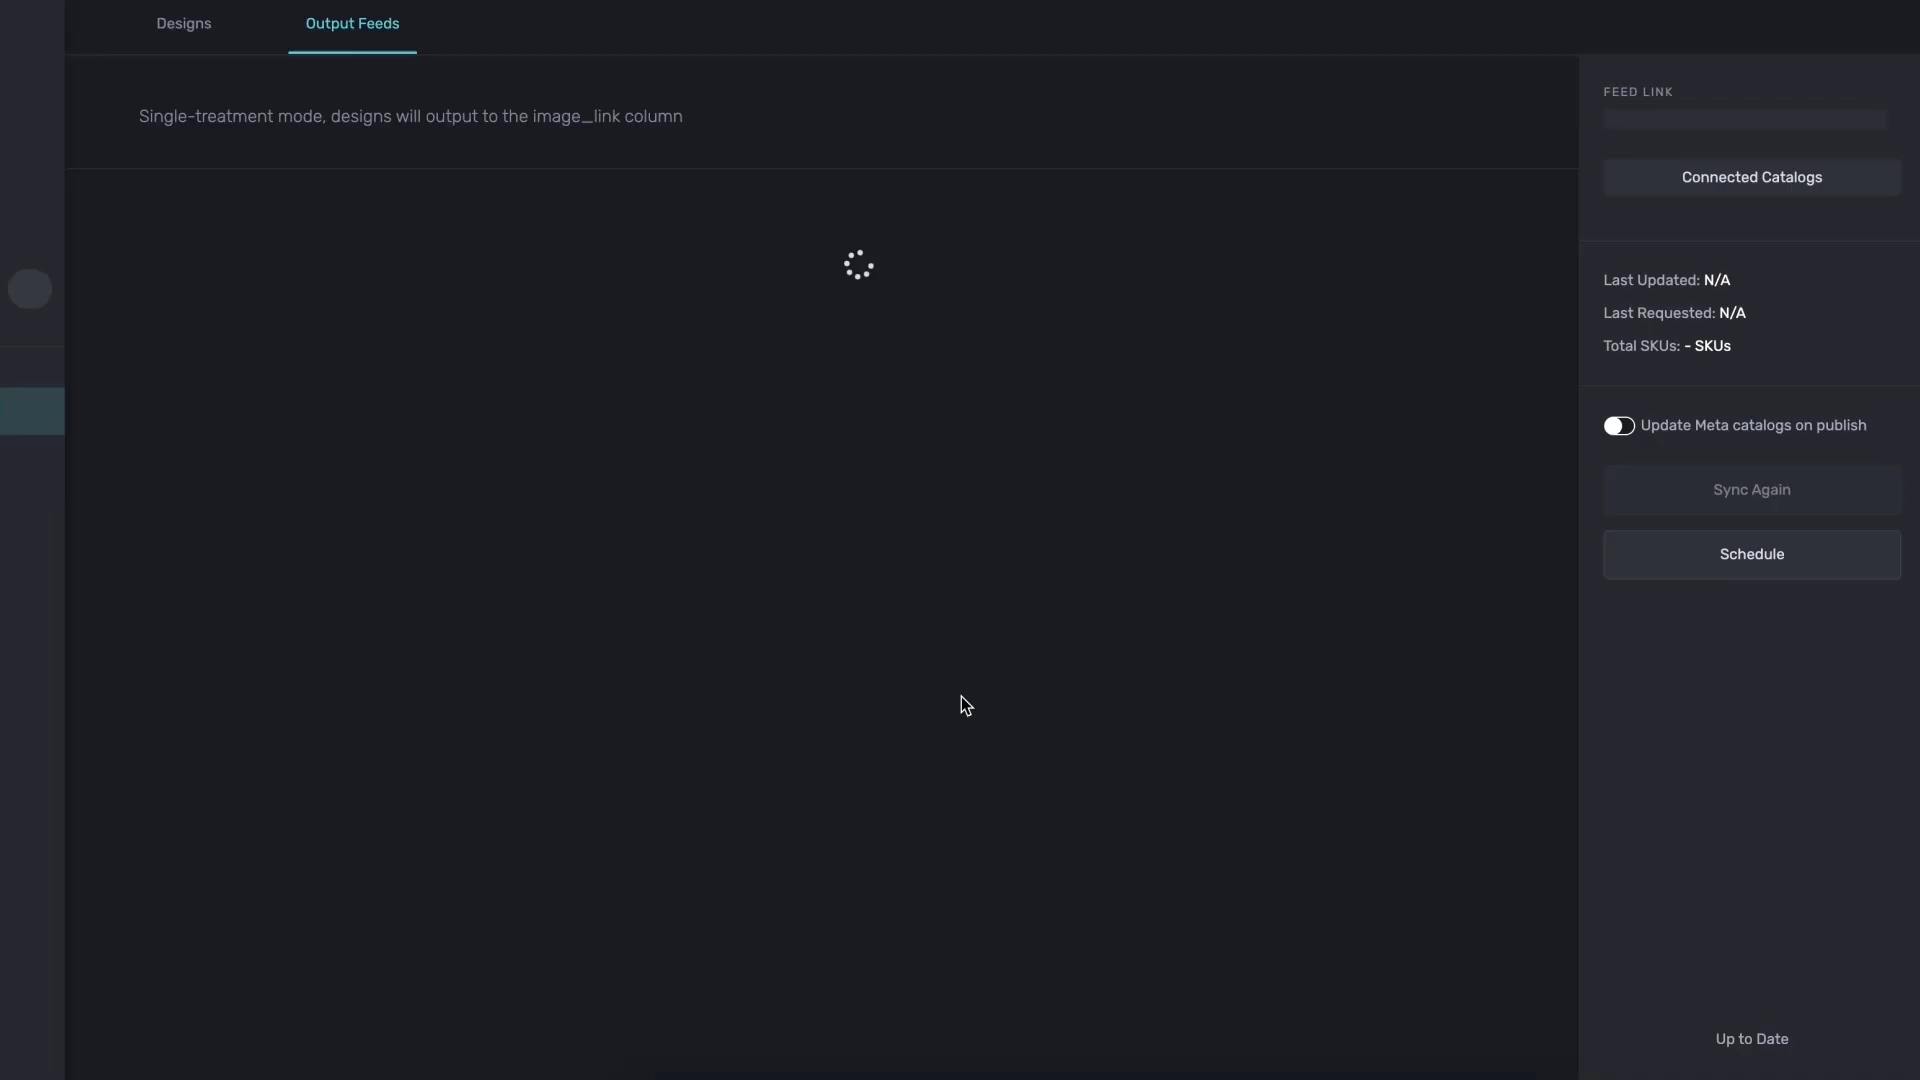 Designs
Output Feeds
Single-treatment mode, designs will output to the image_link column
FEED LINK
Connected Catalogs
Last Updated: N/A
Last Requested: N/A
Total SKUs: - SKUs
Update Meta catalogs on publish
Sync Again
Schedule
Up to Date